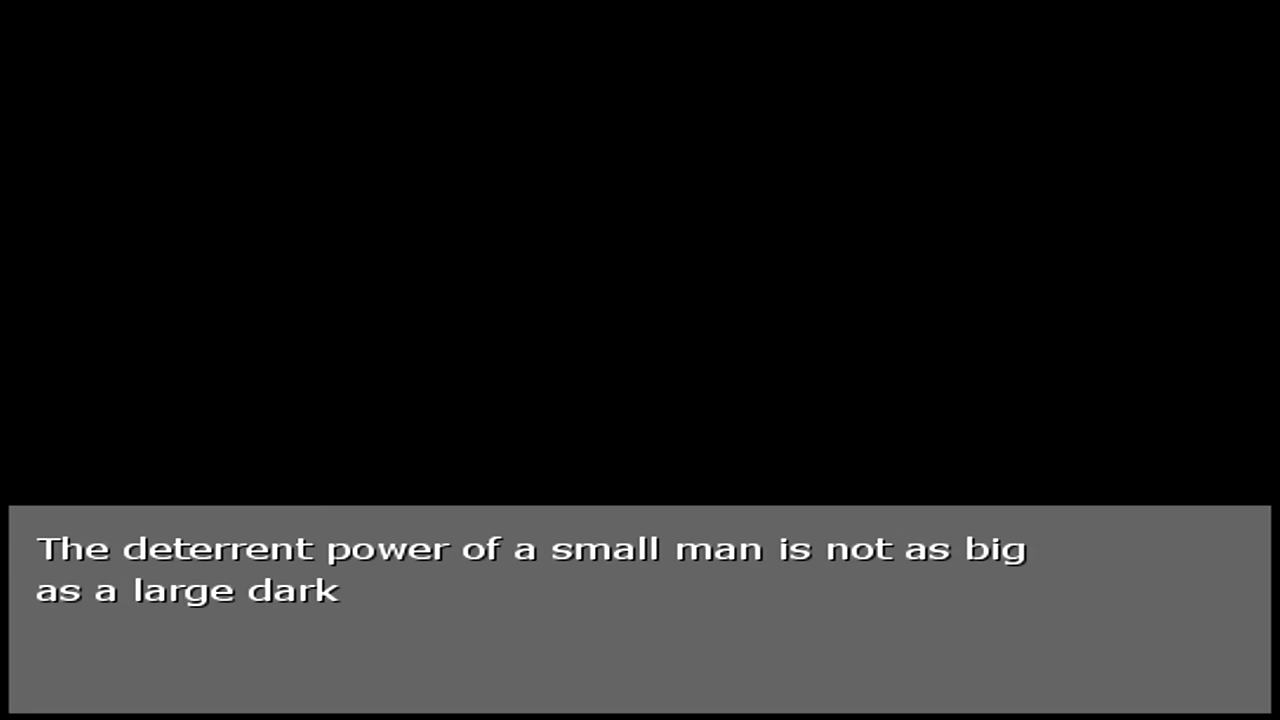 The deterrent power of a small man is not as big
as a large dark